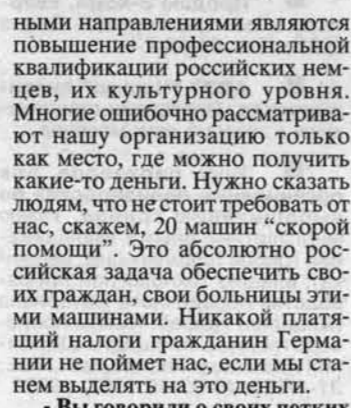 ными направлениями являются
повышение профессиональной
квалификации российских нем-
цев, их культурного уровня.
Многие ошибочно рассматрива-
ют нашу организацию только
как место, где можно получить
какие-то деньги. Нужно сказать
людям, что не стоит требовать от
нас, скажем, 20 машин “скорой
помощи”. Это абсолютно рос-
сийская задача обеспечить сво-
их граждан, свои больницы эти-
ми машинами. Никакой платя-
щий налоги гражданин Герма-
нии не поймет нас, если мы ста-
нем выделять на это деньги.
- Вы говорили о своих